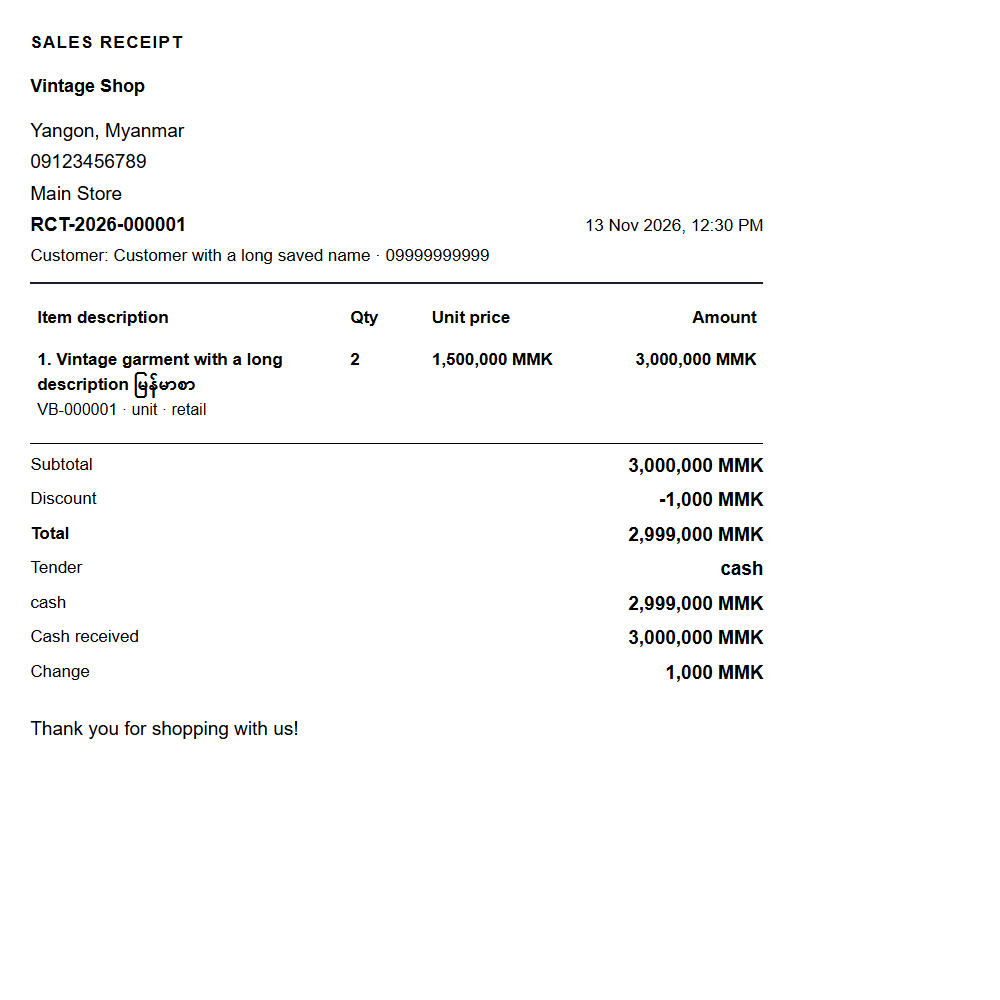 SALES RECEIPT
Vintage Shop
Yangon, Myanmar
09123456789
Main Store
RCT-2026-000001 13 Nov 2026, 12:30 PM
Customer: Customer with a long saved name · 09999999999
Item description Qty Unit price Amount
1. Vintage garment with a long 2 1,500,000 MMK 3,000,000 MMK
description မြန်မာစာ
VB-000001 · unit · retail
Subtotal 3,000,000 MMK
Discount -1,000 MMK
Total 2,999,000 MMK
Tender cash
cash 2,999,000 MMK
Cash received 3,000,000 MMK
Change 1,000 MMK
Thank you for shopping with us!